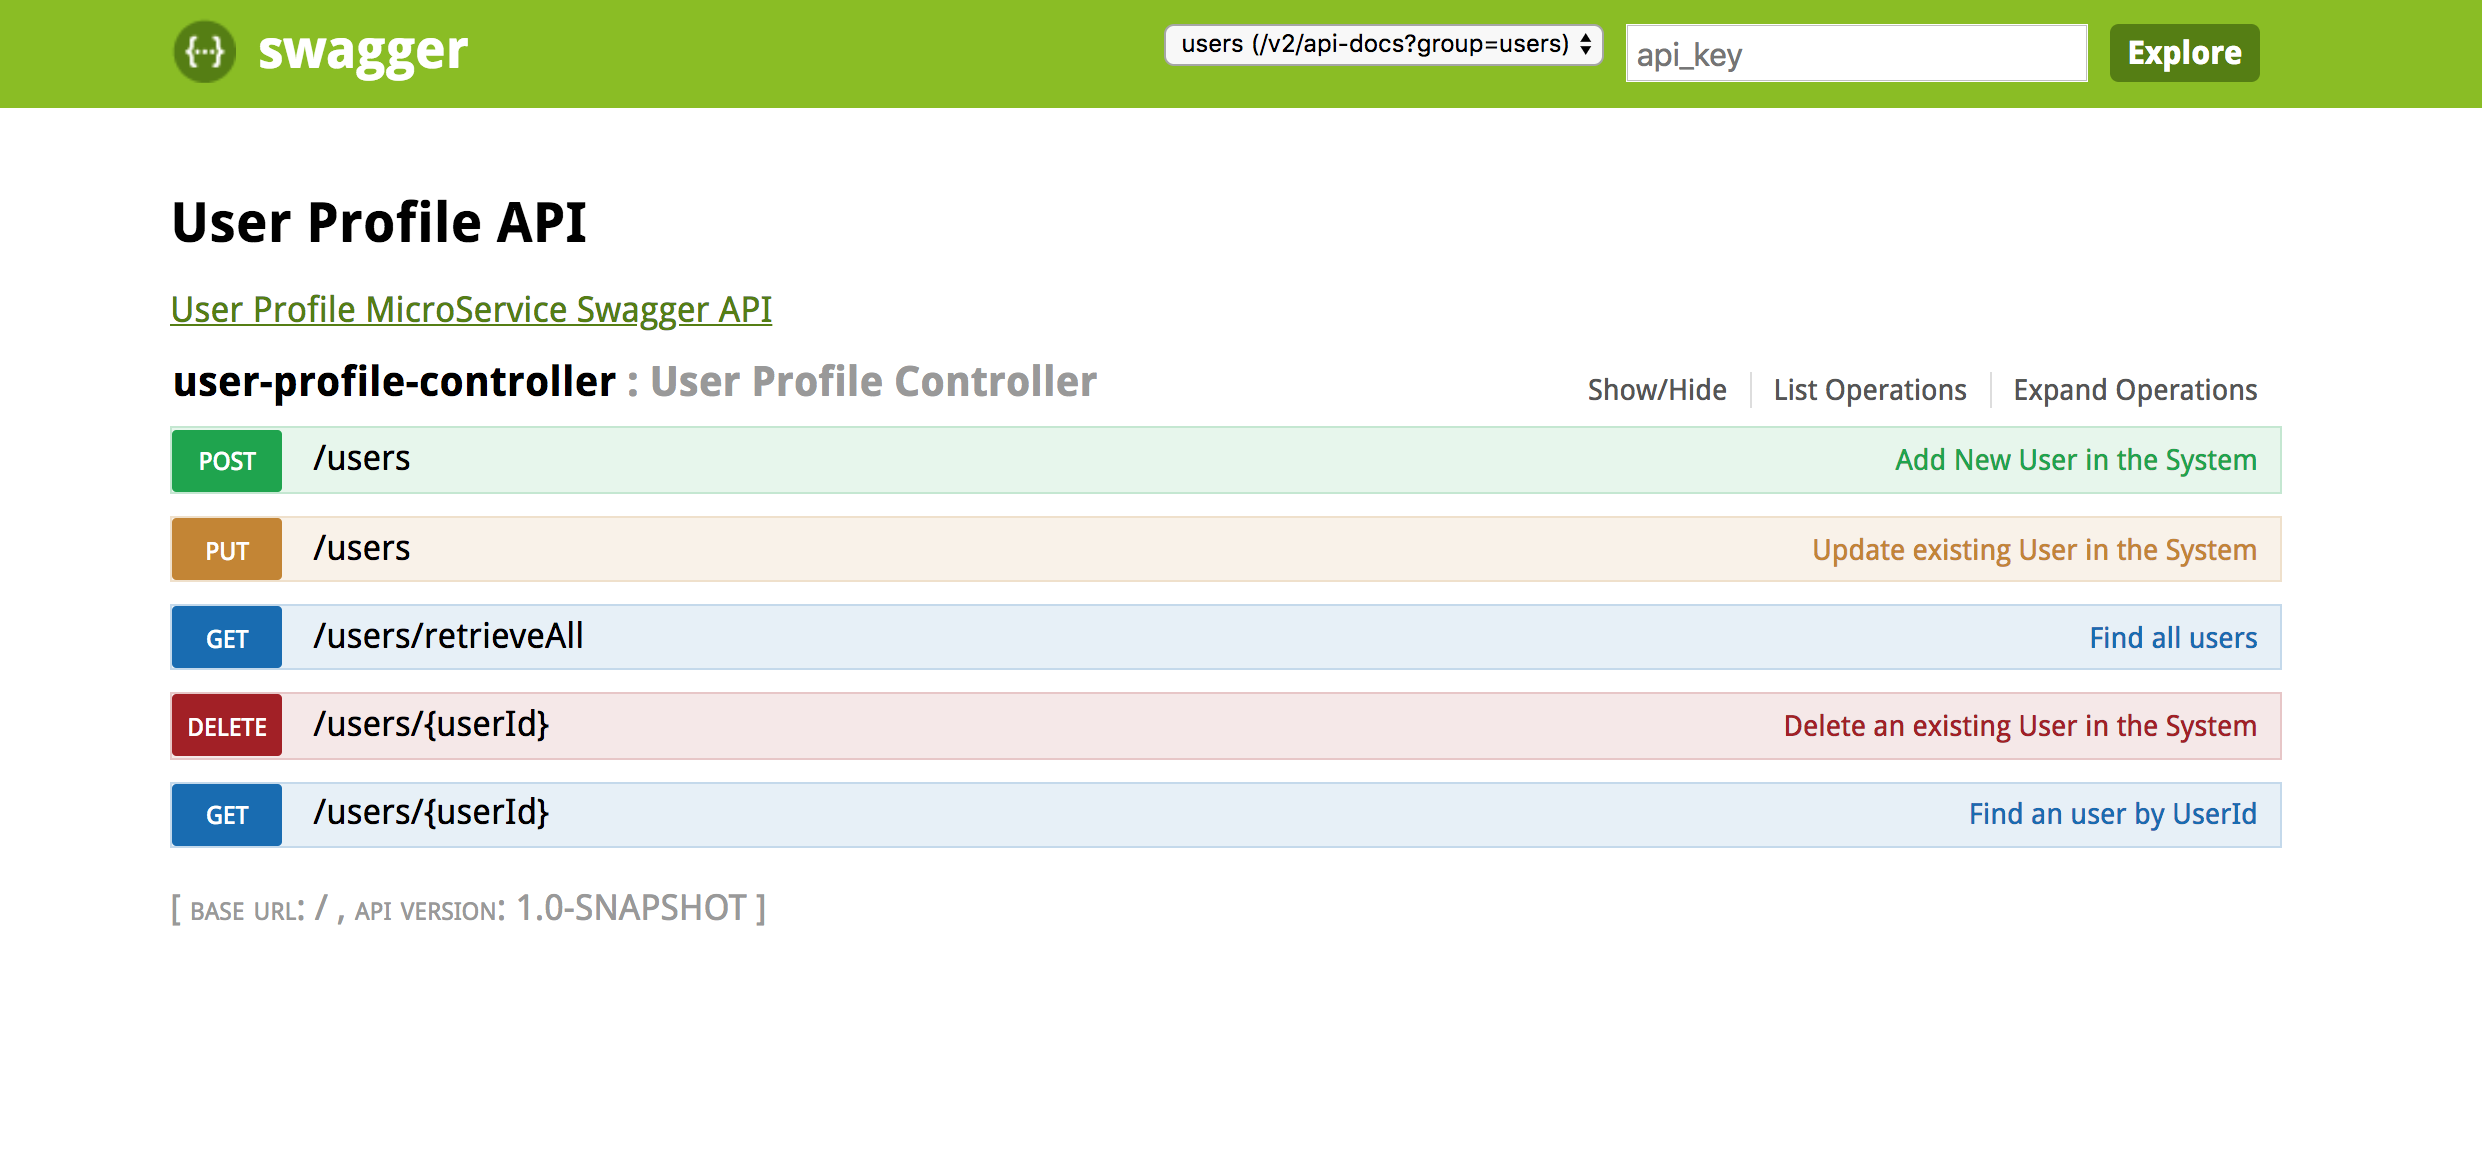 {···} swagger users (/v2/api-docs?group=users) api_key Explore
User Profile API
User Profile MicroService Swagger API
user-profile-controller : User Profile Controller Show/Hide List Operations Expand Operations
POST /users Add New User in the System
PUT /users Update existing User in the System
GET /users/retrieveAll Find all users
DELETE /users/{userId} Delete an existing User in the System
GET /users/{userId} Find an user by UserId
[ BASE URL: / , API VERSION: 1.0-SNAPSHOT ]